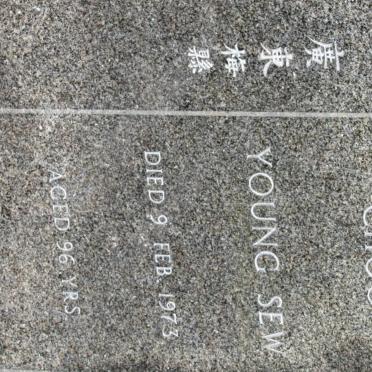 廣東梅縣
YOUNG SEW
DIED 9 FEB. 1973
AGED 96 YRS